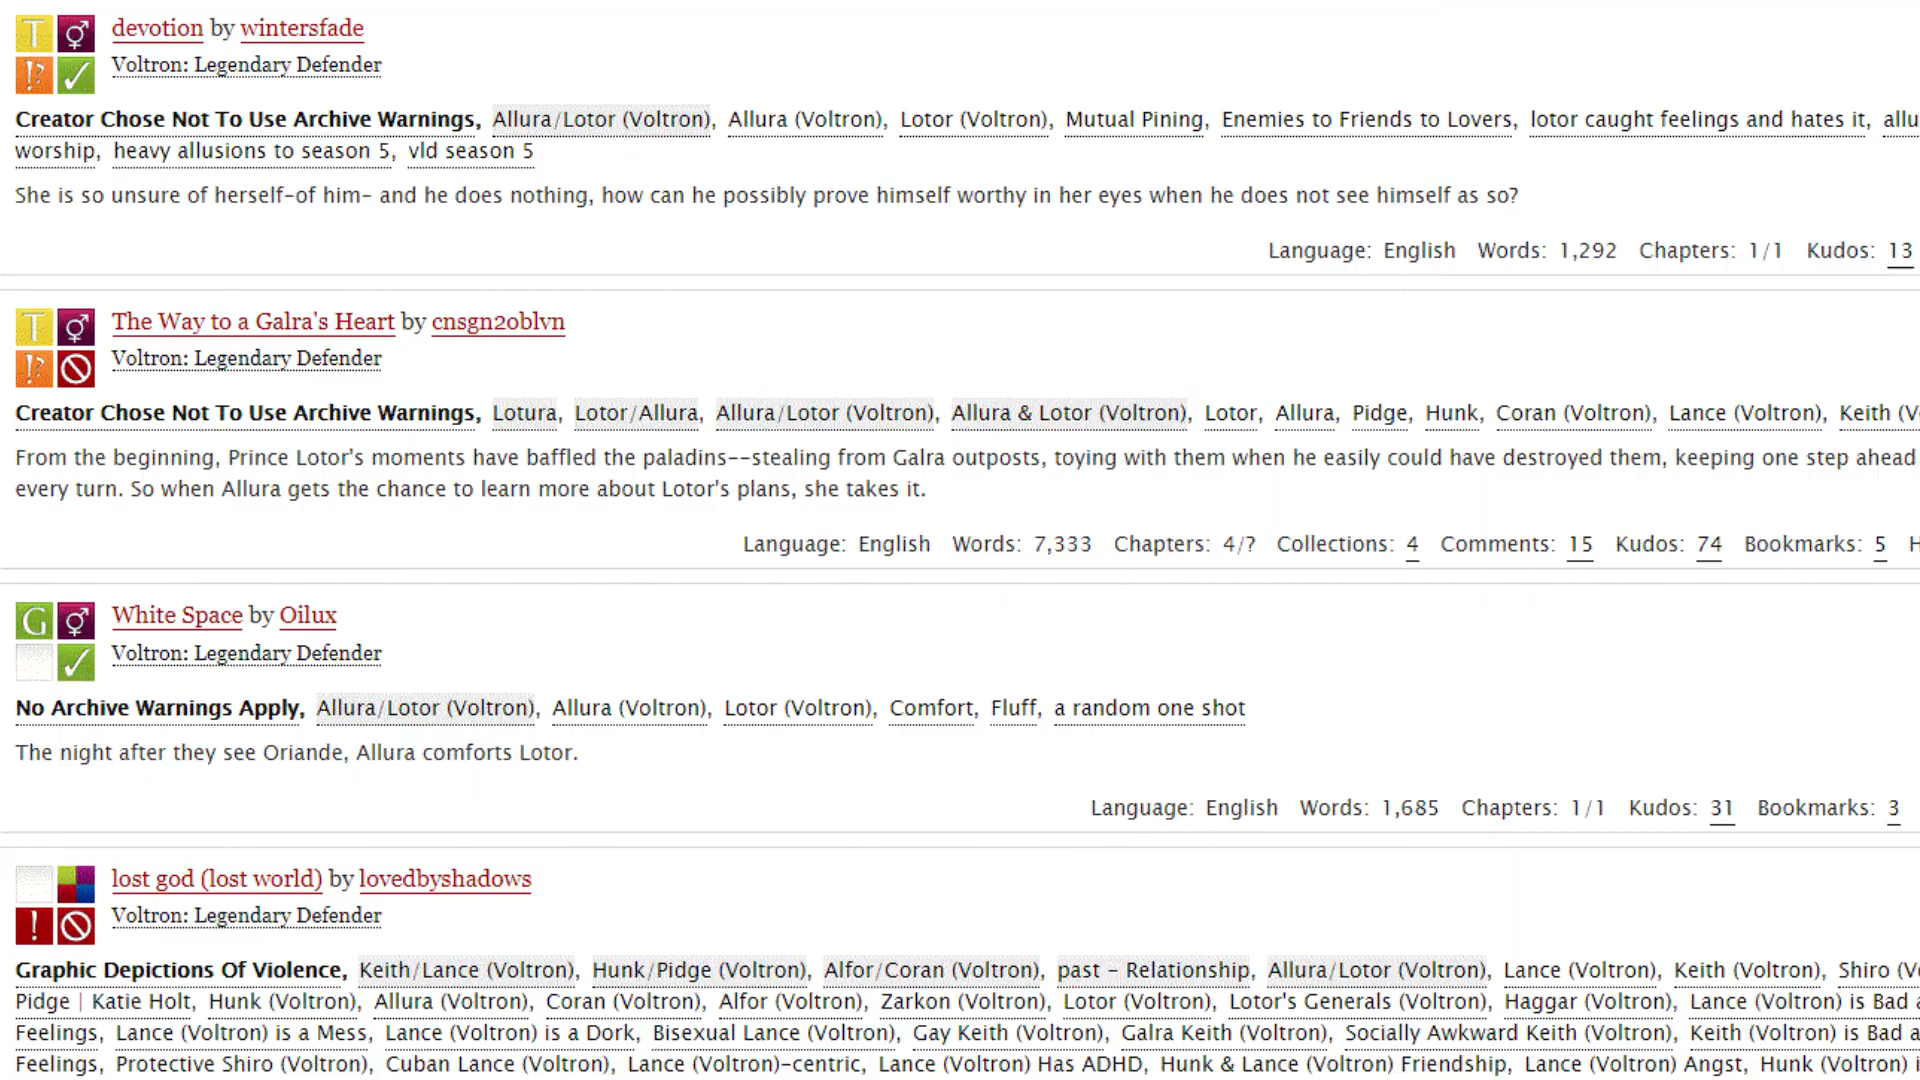 T devotion by wintersfade
!? Voltron: Legendary Defender
Creator Chose Not To Use Archive Warnings, Allura/Lotor (Voltron), Allura (Voltron), Lotor (Voltron), Mutual Pining, Enemies to Friends to Lovers, lotor caught feelings and hates it, allu
worship, heavy allusions to season 5, vld season 5
She is so unsure of herself-of him- and he does nothing, how can he possibly prove himself worthy in her eyes when he does not see himself as so?
Language: English Words: 1,292 Chapters: 1/1 Kudos: 13
T The Way to a Galra's Heart by cnsgn2oblvn
!? Voltron: Legendary Defender
Creator Chose Not To Use Archive Warnings, Lotura, Lotor/Allura, Allura/Lotor (Voltron), Allura & Lotor (Voltron), Lotor, Allura, Pidge, Hunk, Coran (Voltron), Lance (Voltron), Keith (V
From the beginning, Prince Lotor's moments have baffled the paladins--stealing from Galra outposts, toying with them when he easily could have destroyed them, keeping one step ahead
every turn. So when Allura gets the chance to learn more about Lotor's plans, she takes it.
Language: English Words: 7,333 Chapters: 4/? Collections: 4 Comments: 15 Kudos: 74 Bookmarks: 5 H
G White Space by Oilux
Voltron: Legendary Defender
No Archive Warnings Apply, Allura/Lotor (Voltron), Allura (Voltron), Lotor (Voltron), Comfort, Fluff, a random one shot
The night after they see Oriande, Allura comforts Lotor.
Language: English Words: 1,685 Chapters: 1/1 Kudos: 31 Bookmarks: 3
lost god (lost world) by lovedbyshadows
! Voltron: Legendary Defender
Graphic Depictions Of Violence, Keith/Lance (Voltron), Hunk/Pidge (Voltron), Alfor/Coran (Voltron), past - Relationship, Allura/Lotor (Voltron), Lance (Voltron), Keith (Voltron), Shiro (V
Pidge | Katie Holt, Hunk (Voltron), Allura (Voltron), Coran (Voltron), Alfor (Voltron), Zarkon (Voltron), Lotor (Voltron), Lotor's Generals (Voltron), Haggar (Voltron), Lance (Voltron) is Bad a
Feelings, Lance (Voltron) is a Mess, Lance (Voltron) is a Dork, Bisexual Lance (Voltron), Gay Keith (Voltron), Galra Keith (Voltron), Socially Awkward Keith (Voltron), Keith (Voltron) is Bad a
Feelings, Protective Shiro (Voltron), Cuban Lance (Voltron), Lance (Voltron)-centric, Lance (Voltron) Has ADHD, Hunk & Lance (Voltron) Friendship, Lance (Voltron) Angst, Hunk (Voltron) i